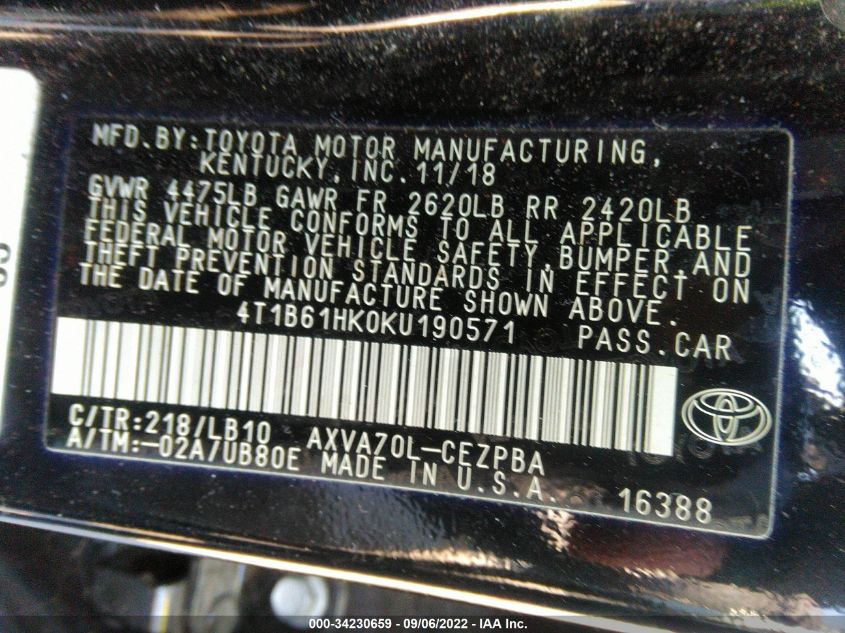 MFD.BY:TOYOTA MOTOR MANUFACTURING,
KENTUCKY,INC. 11/18
GVWR 4475LB GAWR FR 2620LB RR 2420LB
THIS VEHICLE CONFORMS TO ALL APPLICABLE
FEDERAL MOTOR VEHICLE SAFETY,BUMPER,AND
THEFT PREVENTION STANDARDS IN EFFECT ON
THE DATE OF MANUFACTURE SHOWN ABOVE.
4T1B61HK0KU190571 PASS.CAR
C/TR:218/LB10 AXVA70L-CEZPBA
A/TM:-02A/UB80E MADE IN U.S.A.
16388
000-34230659 - 09/06/2022 - IAA Inc.